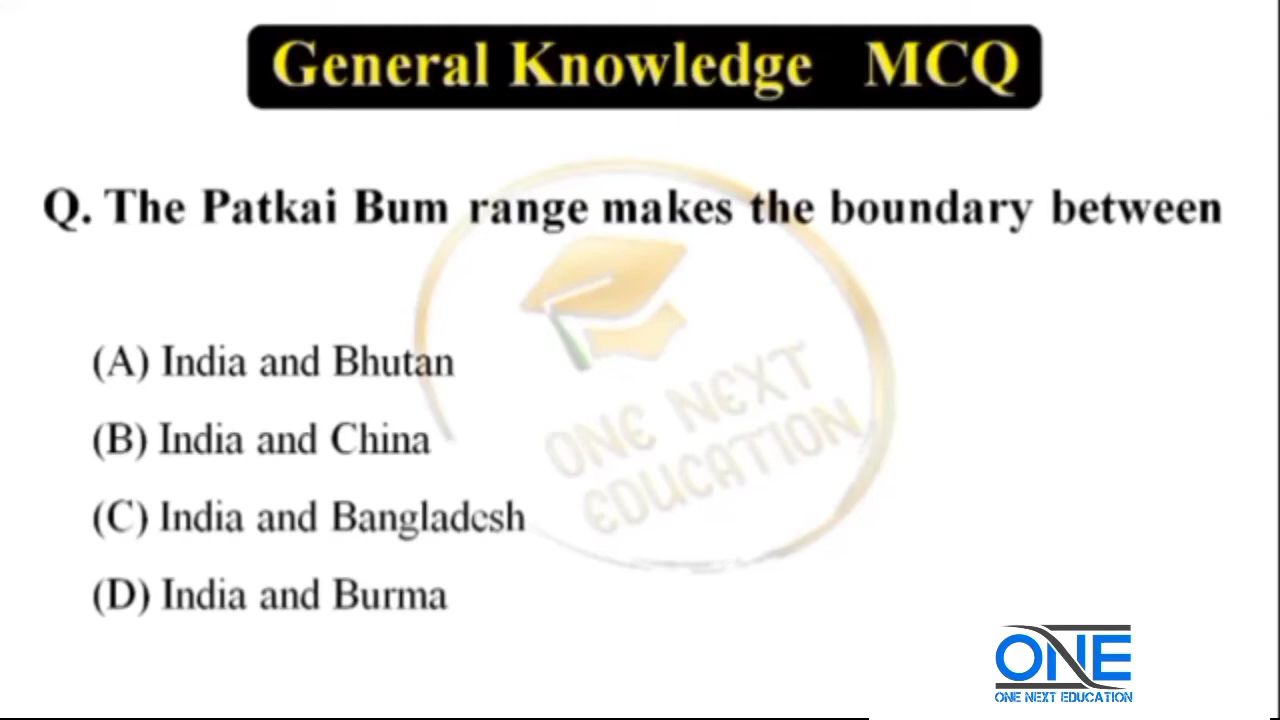 General Knowledge MCQ
Q. The Patkai Bum range makes the boundary between
(A) India and Bhutan
(B) India and China
(C) India and Bangladesh
(D) India and Burma
ONE NEXT
EDUCATION
ONE
ONE NEXT EDUCATION